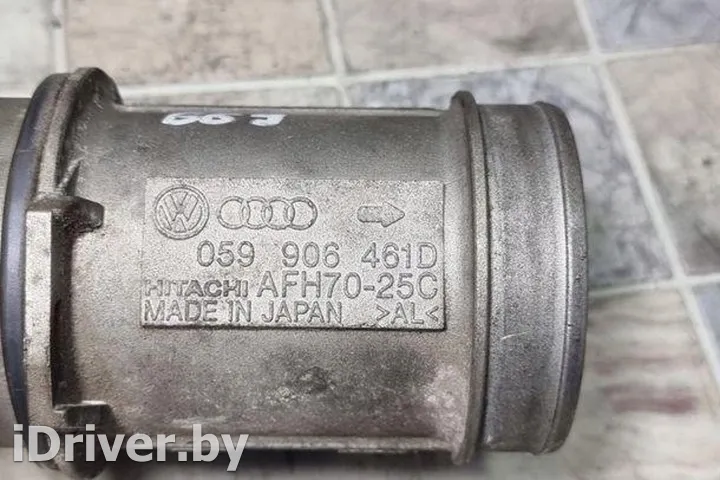 059 906 461D
HITACHI AFH70-25C
MADE IN JAPAN >AL<
iDriver.by